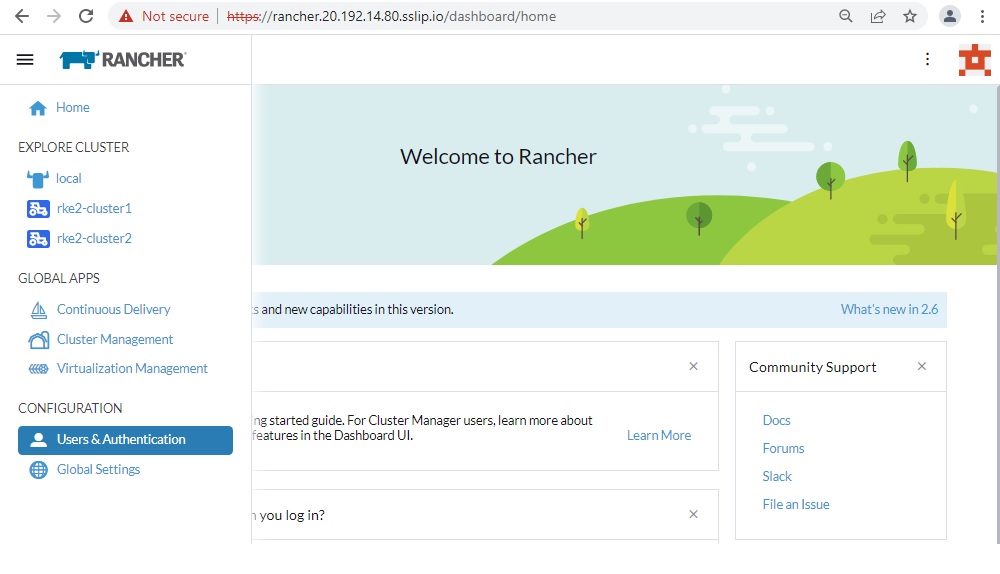 Not secure https://rancher.20.192.14.80.sslip.io/dashboard/home
RANCHER
Home
EXPLORE CLUSTER
local
rke2-cluster1
rke2-cluster2
GLOBAL APPS
Continuous Delivery
Cluster Management
Virtualization Management
CONFIGURATION
Users & Authentication
Global Settings
Welcome to Rancher
and new capabilities in this version.
What's new in 2.6
started guide. For Cluster Manager users, learn more about
features in the Dashboard UI.
Learn More
you log in?
Community Support
Docs
Forums
Slack
File an Issue